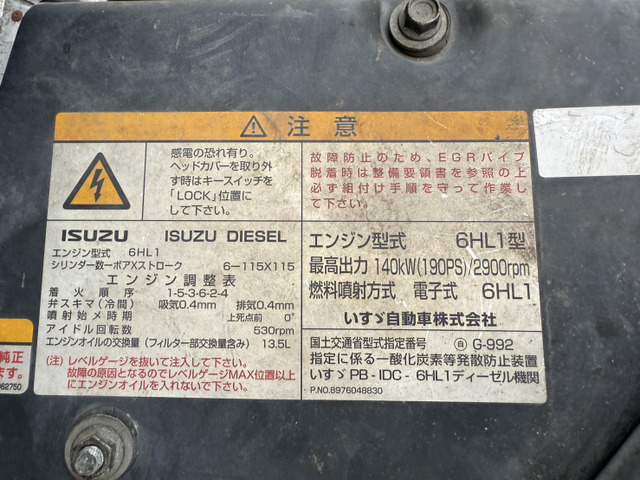 ⚠ 注意
感電の恐れ有り。
ヘッドカバーを取り外
す時はキースイッチを
「LOCK」位置に
して下さい。
故障防止のため、EGRパイプ
脱着時は整備要領書を参照の上
必ず組付け手順を守って作業し
て下さい。
ISUZU ISUZU DIESEL
エンジン型式 6HL1
シリンダー数ーボアXストローク 6−115X115
エンジン調整表
着火順序 1-5-3-6-2-4
弁スキマ(冷間) 吸気0.4mm 排気0.4mm
噴射始メ時期 上死点前 0°
アイドル回転数 530rpm
エンジンオイルの交換量(フィルター部交換量含み) 13.5L
(注)レベルゲージを抜いて注入して下さい。
故障の原因となるのでレベルゲージMAX位置以上
にエンジンオイルを入れないで下さい。
エンジン型式 6HL1型
最高出力 140kW(190PS)/2900rpm
燃料噴射方式 電子式 6HL1
いすゞ自動車株式会社
国土交通省型式指定番号 自 G-992
指定に係る一酸化炭素等発散防止装置
いすゞPB-IDC-6HL1ディーゼル機関
P.NO.8976048830
純正
ます。
962750